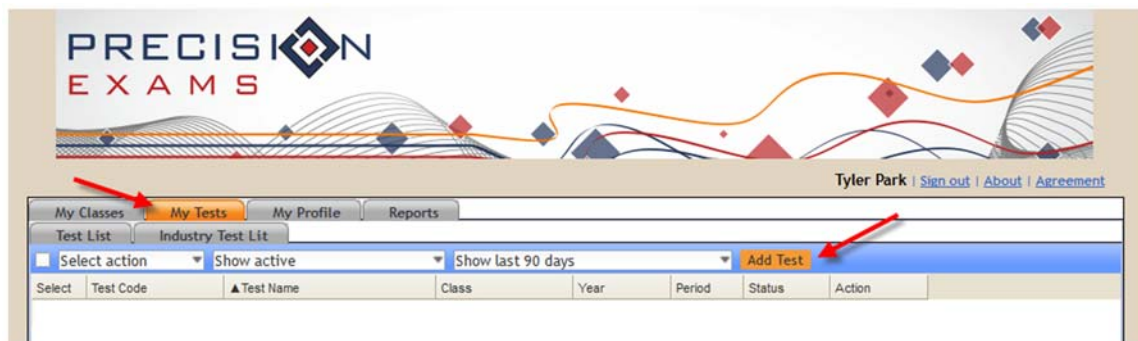 PRECISION
EXAMS
Tyler Park | Sign out | About | Agreement
My Classes My Tests My Profile Reports
Test List Industry Test Lit
Select action Show active Show last 90 days Add Test
Select Test Code ▲Test Name Class Year Period Status Action